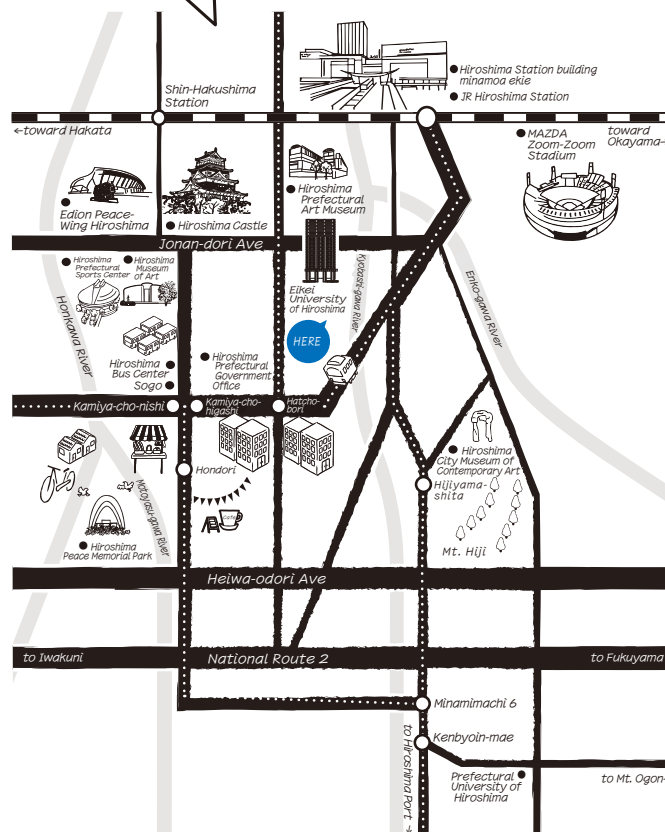 Hiroshima Station building
minamoa ekie
JR Hiroshima Station
Shin-Hakushima
Station
←toward Hakata
MAZDA
Zoom-Zoom
Stadium
toward
Okayama-
Edion Peace-
Wing Hiroshima
Hiroshima Castle
Hiroshima
Prefectural
Art Museum
Jonan-dori Ave
Hiroshima
Prefectural
Sports Center
Hiroshima
Museum
of Art
Honkawa River
Eikei
University
of Hiroshima
Kyobashi-gawa River
Enko-gawa River
HERE
Hiroshima
Bus Center
Sogo
Hiroshima
Prefectural
Government
Office
Kamiya-cho-nishi
Kamiya-cho-
higashi
Hatcho-
bori
Hiroshima
City Museum of
Contemporary Art
Hondori
Hijiyama-
shita
Motoyasu-gawa River
Cafe
Hiroshima
Peace Memorial Park
Mt. Hiji
Heiwa-odori Ave
to Iwakuni
National Route 2
to Fukuyama
Minamimachi 6
Kenbyoin-mae
to Hiroshima Port →
Prefectural
University of
Hiroshima
to Mt. Ogon-